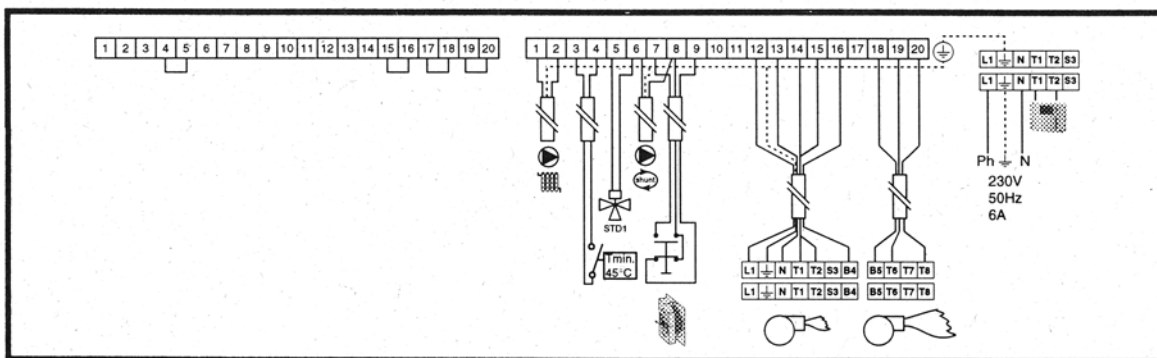 1 2 3 4 5 6 7 8 9 10 11 12 13 14 15 16 17 18 19 20
1 2 3 4 5 6 7 8 9 10 11 12 13 14 15 16 17 18 19 20
L1 N T1 T2 S3
L1 N T1 T2 S3
Ph N
230V
50Hz
6A
shunt
STD1
Tmin.
45°C
L1 N T1 T2 S3 B4
L1 N T1 T2 S3 B4
B5 T6 T7 T8
B5 T6 T7 T8